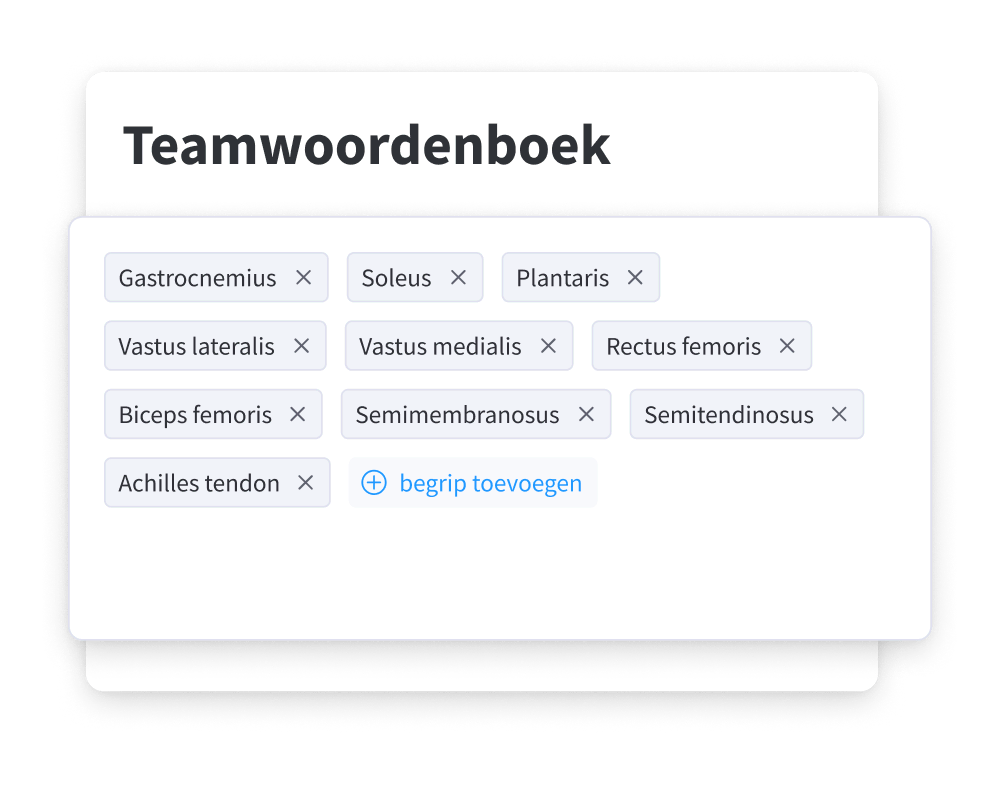 Teamwoordenboek
Gastrocnemius Soleus Plantaris
Vastus lateralis Vastus medialis Rectus femoris
Biceps femoris Semimembranosus Semitendinosus
Achilles tendon begrip toevoegen